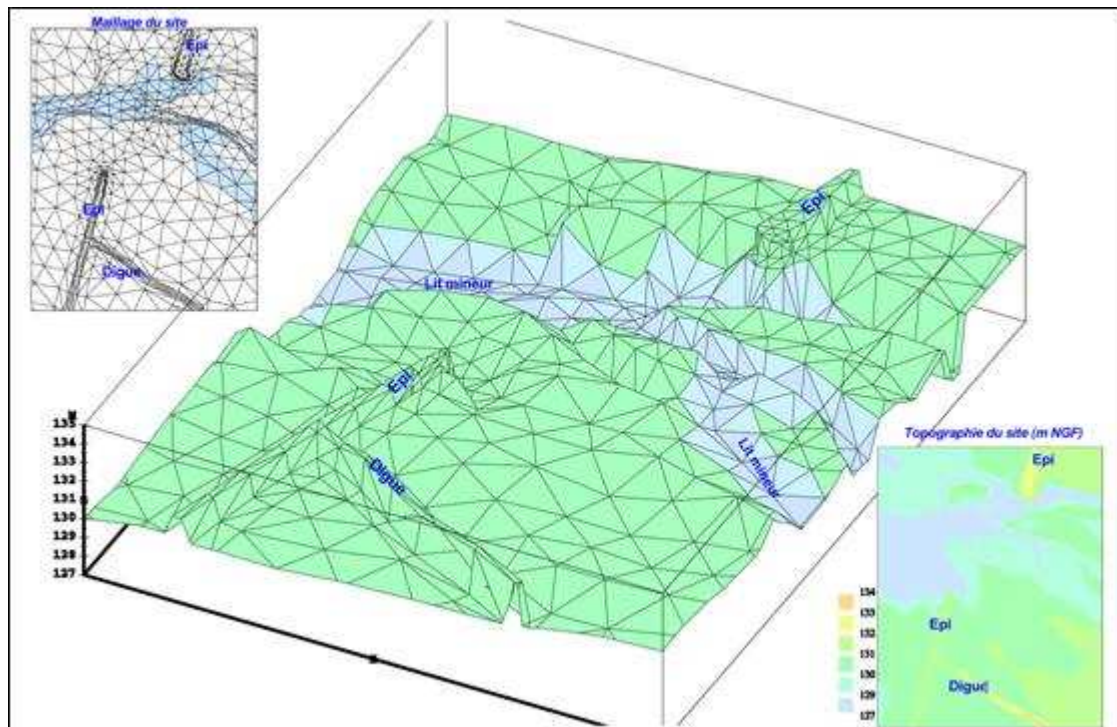 Maillage du site
Epi
Epi
Digue
Epi
Lit mineur
Epi
Digue
Lit mineur
135
134
133
132
131
130
129
128
127
Topographie du site (m NGF)
Epi
Epi
Digue
134
133
132
131
130
129
127